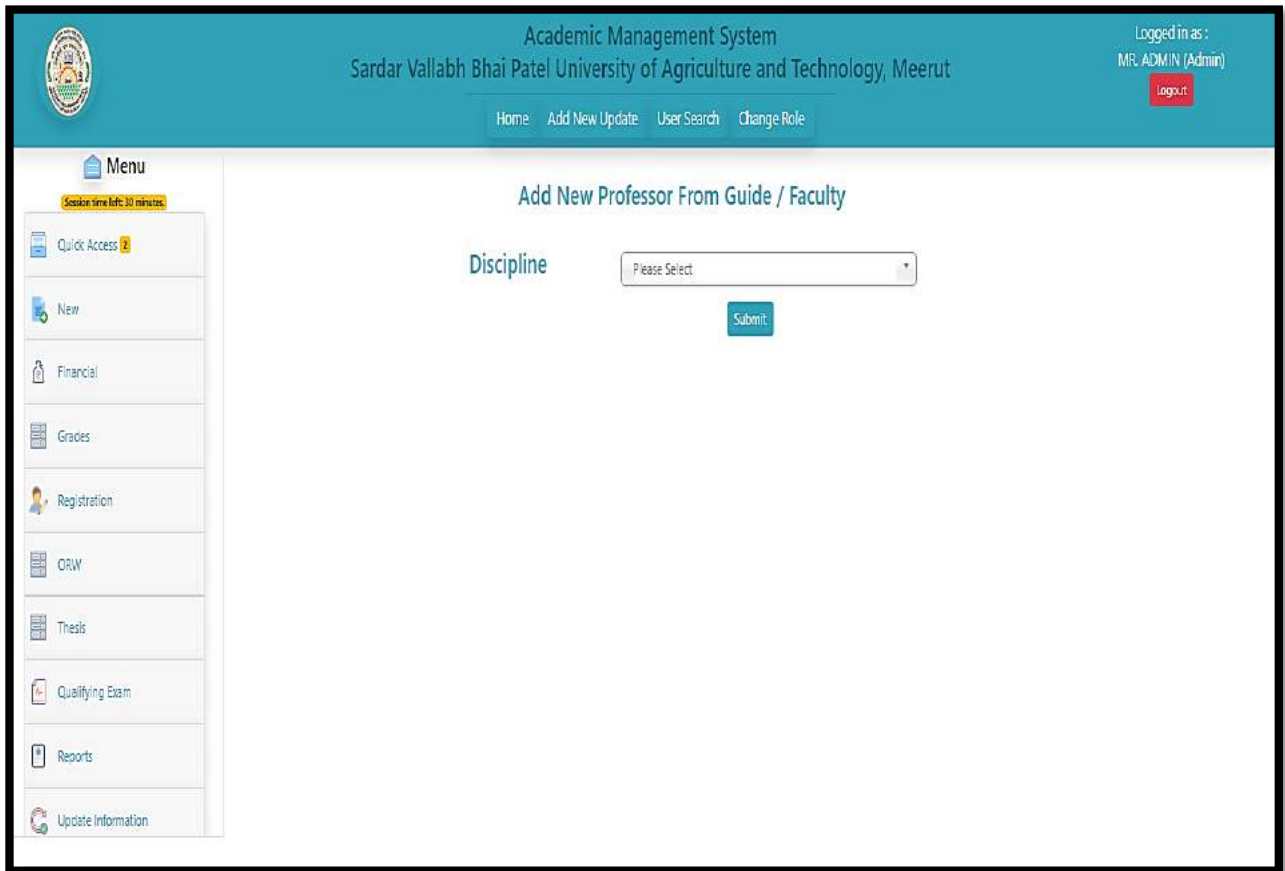 Academic Management System
Sardar Vallabh Bhai Patel University of Agriculture and Technology, Meerut
Logged in as :
MR. ADMIN (Admin)
Logout
Home Add New Update User Search Change Role
Menu
Session time left: 30 minutes.
Quick Access 2
New
Financial
Grades
Registration
ORW
Thesis
Qualifying Exam
Reports
Update Information
Add New Professor From Guide / Faculty
Discipline Please Select
Submit